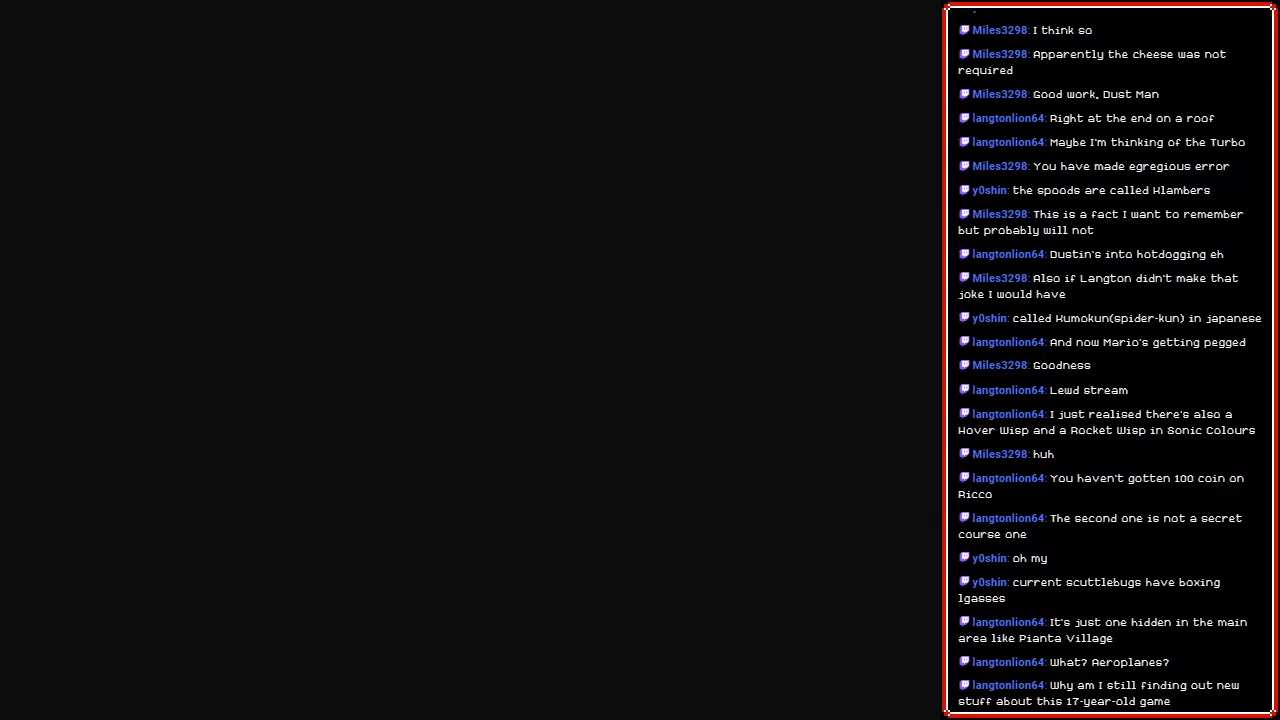 Miles3298: I think so
Miles3298: Apparently the cheese was not
required
Miles3298: Good work, Dust Man
langtonlion64: Right at the end on a roof
langtonlion64: Maybe I'm thinking of the Turbo
Miles3298: You have made egregious error
y0shin: the spoods are called Klambers
Miles3298: This is a fact I want to remember
but probably will not
langtonlion64: Dustin's into hotdogging eh
Miles3298: Also if Langton didn't make that
joke I would have
y0shin: called Kumokun(spider-kun) in japanese
langtonlion64: And now Mario's getting pegged
Miles3298: Goodness
langtonlion64: Lewd stream
langtonlion64: I just realised there's also a
Hover Wisp and a Rocket Wisp in Sonic Colours
Miles3298: huh
langtonlion64: You haven't gotten 100 coin on
Ricco
langtonlion64: The second one is not a secret
course one
y0shin: oh my
y0shin: current scuttlebugs have boxing
lgasses
langtonlion64: It's just one hidden in the main
area like Pianta Village
langtonlion64: What? Aeroplanes?
langtonlion64: Why am I still finding out new
stuff about this 17-year-old game